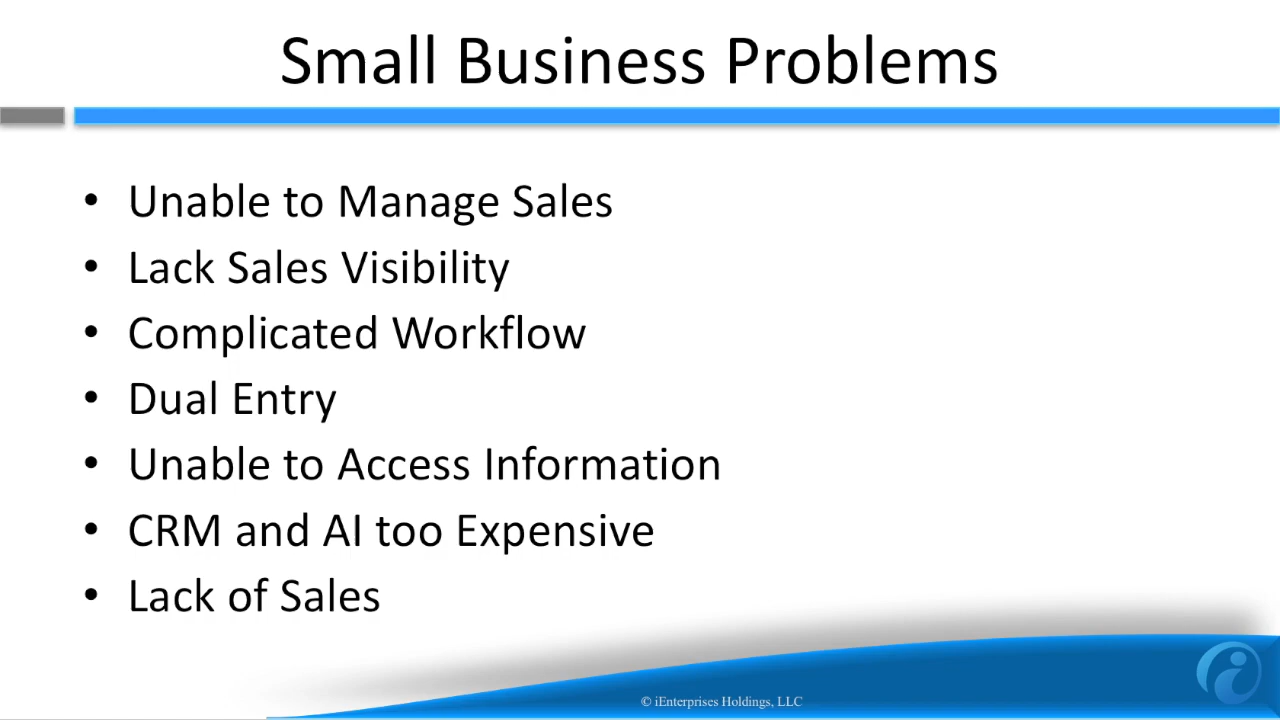 Small Business Problems
• Unable to Manage Sales
• Lack Sales Visibility
• Complicated Workflow
• Dual Entry
• Unable to Access Information
• CRM and AI too Expensive
• Lack of Sales
© iEnterprises Holdings, LLC